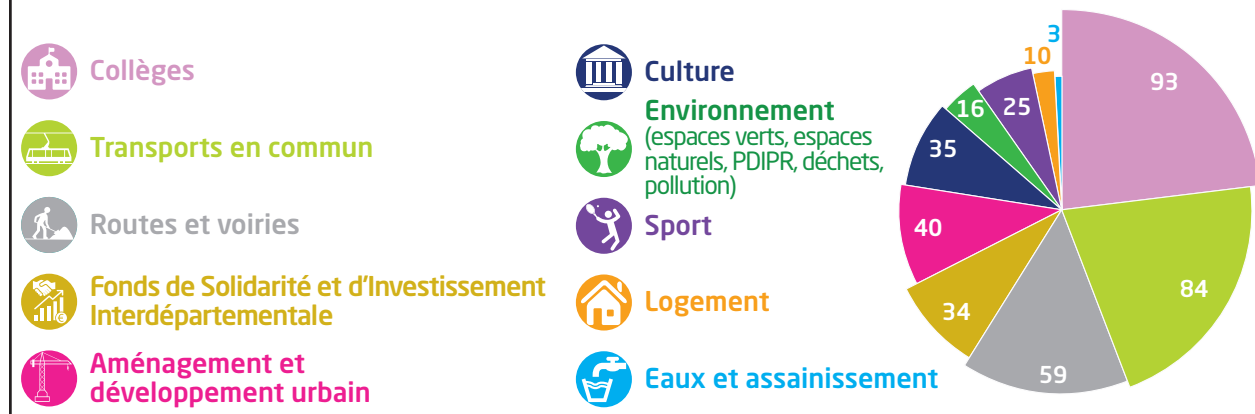 Collèges
Transports en commun
Routes et voiries
Fonds de Solidarité et d'Investissement
Interdépartementale
Aménagement et
développement urbain
Culture
Environnement
(espaces verts, espaces
naturels, PDIPR, déchets,
pollution)
Sport
Logement
Eaux et assainissement
93
84
59
34
40
35
16
25
10
3